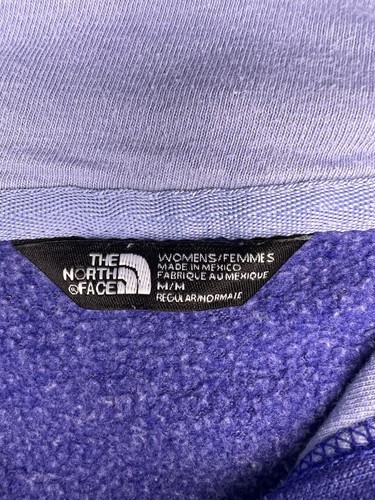 THE
NORTH
FACE
WOMENS/FEMMES
MADE IN MEXICO
FABRIQUE AU MEXIQUE
M/M
REGULAR/NORMALE